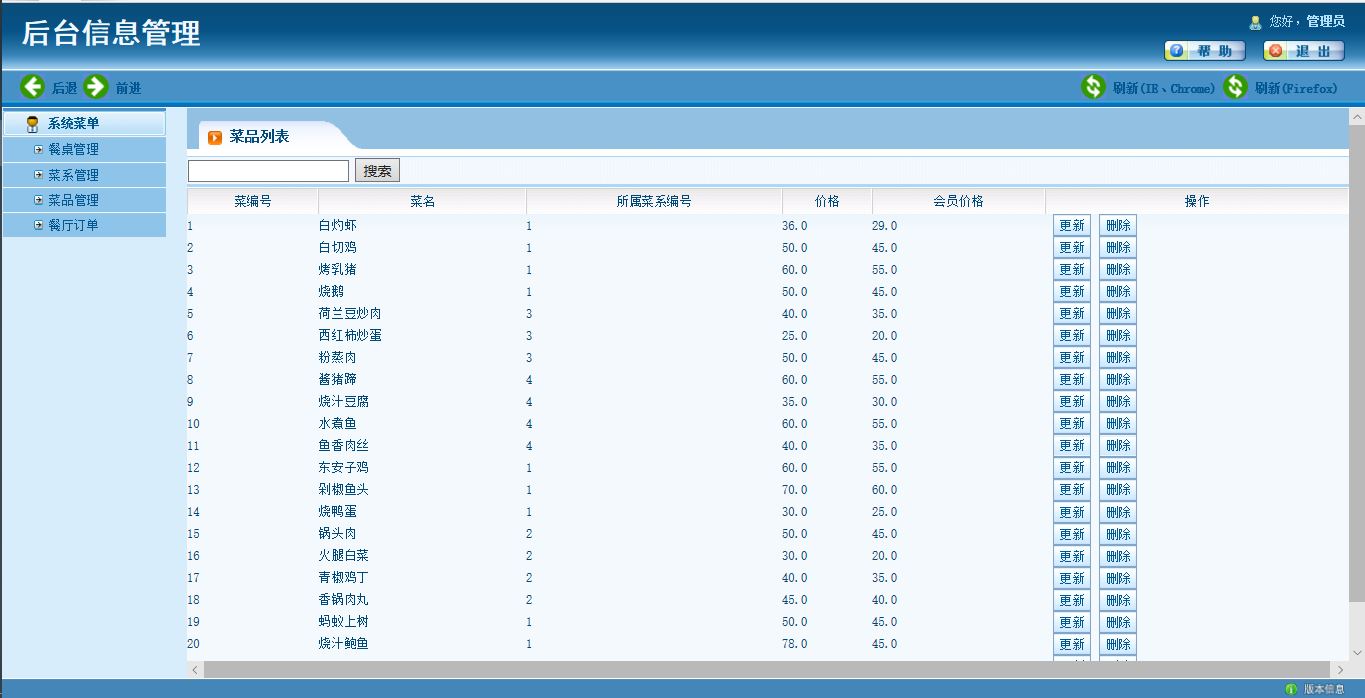 后台信息管理
您好，管理员
帮 助 退 出
后退 前进 刷新(IE、Chrome) 刷新(Firefox)
系统菜单
餐桌管理
菜系管理
菜品管理
餐厅订单
菜品列表
搜索
菜编号 菜名 所属菜系编号 价格 会员价格 操作
1 白灼虾 1 36.0 29.0 更新 删除
2 白切鸡 1 50.0 45.0 更新 删除
3 烤乳猪 1 60.0 55.0 更新 删除
4 烧鹅 1 50.0 45.0 更新 删除
5 荷兰豆炒肉 3 40.0 35.0 更新 删除
6 西红柿炒蛋 3 25.0 20.0 更新 删除
7 粉蒸肉 3 50.0 45.0 更新 删除
8 酱猪蹄 4 60.0 55.0 更新 删除
9 烧汁豆腐 4 35.0 30.0 更新 删除
10 水煮鱼 4 60.0 55.0 更新 删除
11 鱼香肉丝 4 40.0 35.0 更新 删除
12 东安子鸡 1 60.0 55.0 更新 删除
13 剁椒鱼头 1 70.0 60.0 更新 删除
14 烧鸭蛋 1 30.0 25.0 更新 删除
15 锅头肉 2 50.0 45.0 更新 删除
16 火腿白菜 2 30.0 20.0 更新 删除
17 青椒鸡丁 2 40.0 35.0 更新 删除
18 香锅肉丸 2 45.0 40.0 更新 删除
19 蚂蚁上树 1 50.0 45.0 更新 删除
20 烧汁鲍鱼 1 78.0 45.0 更新 删除
版本信息